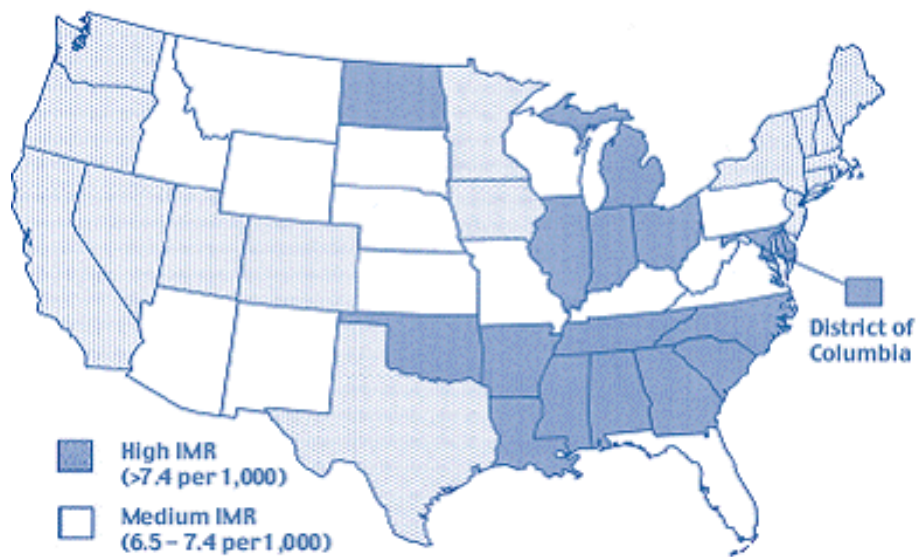 District of
Columbia
High IMR
(>7.4 per 1,000)
Medium IMR
(6.5 – 7.4 per 1,000)